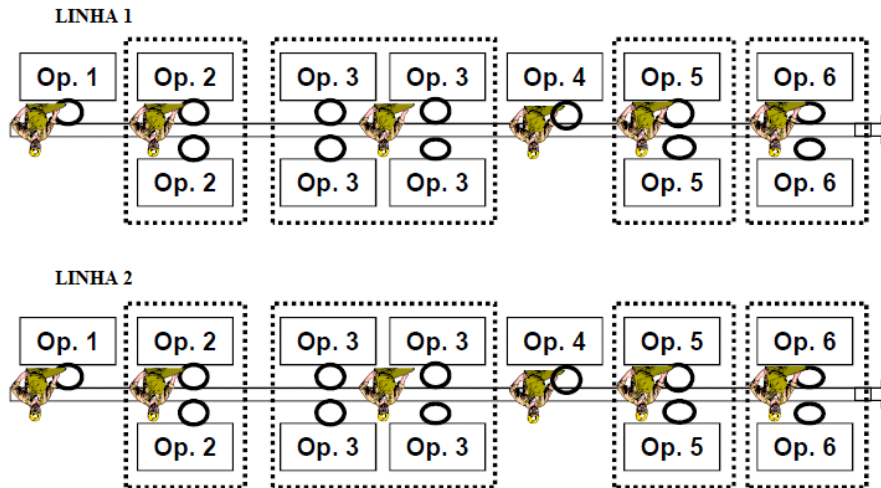 LINHA 1
Op. 1 Op. 2 Op. 3 Op. 3 Op. 4 Op. 5 Op. 6
Op. 2 Op. 3 Op. 3 Op. 5 Op. 6
LINHA 2
Op. 1 Op. 2 Op. 3 Op. 3 Op. 4 Op. 5 Op. 6
Op. 2 Op. 3 Op. 3 Op. 5 Op. 6